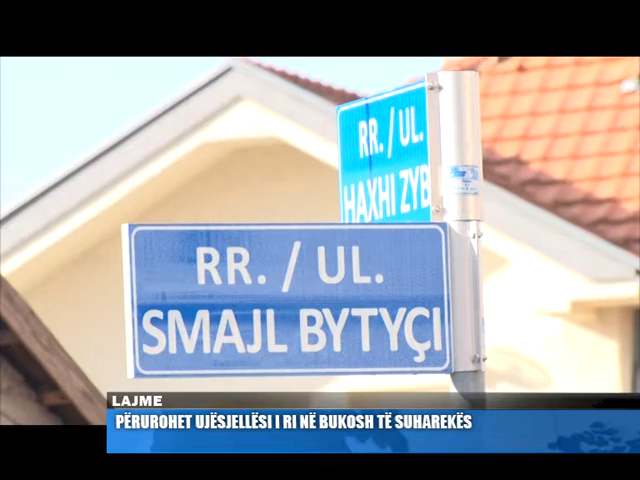 RR. / UL.
HAXHI ZYB
RR. / UL.
SMAJL BYTYÇI
LAJME
PËRUROHET UJËSJELLËSI I RI NË BUKOSH TË SUHAREKËS